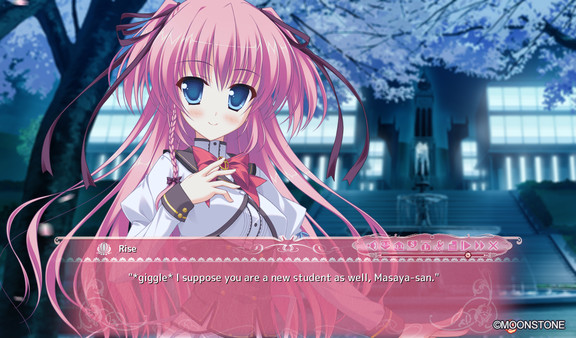 Rise
"*giggle* I suppose you are a new student as well, Masaya-san."
©MOONSTONE